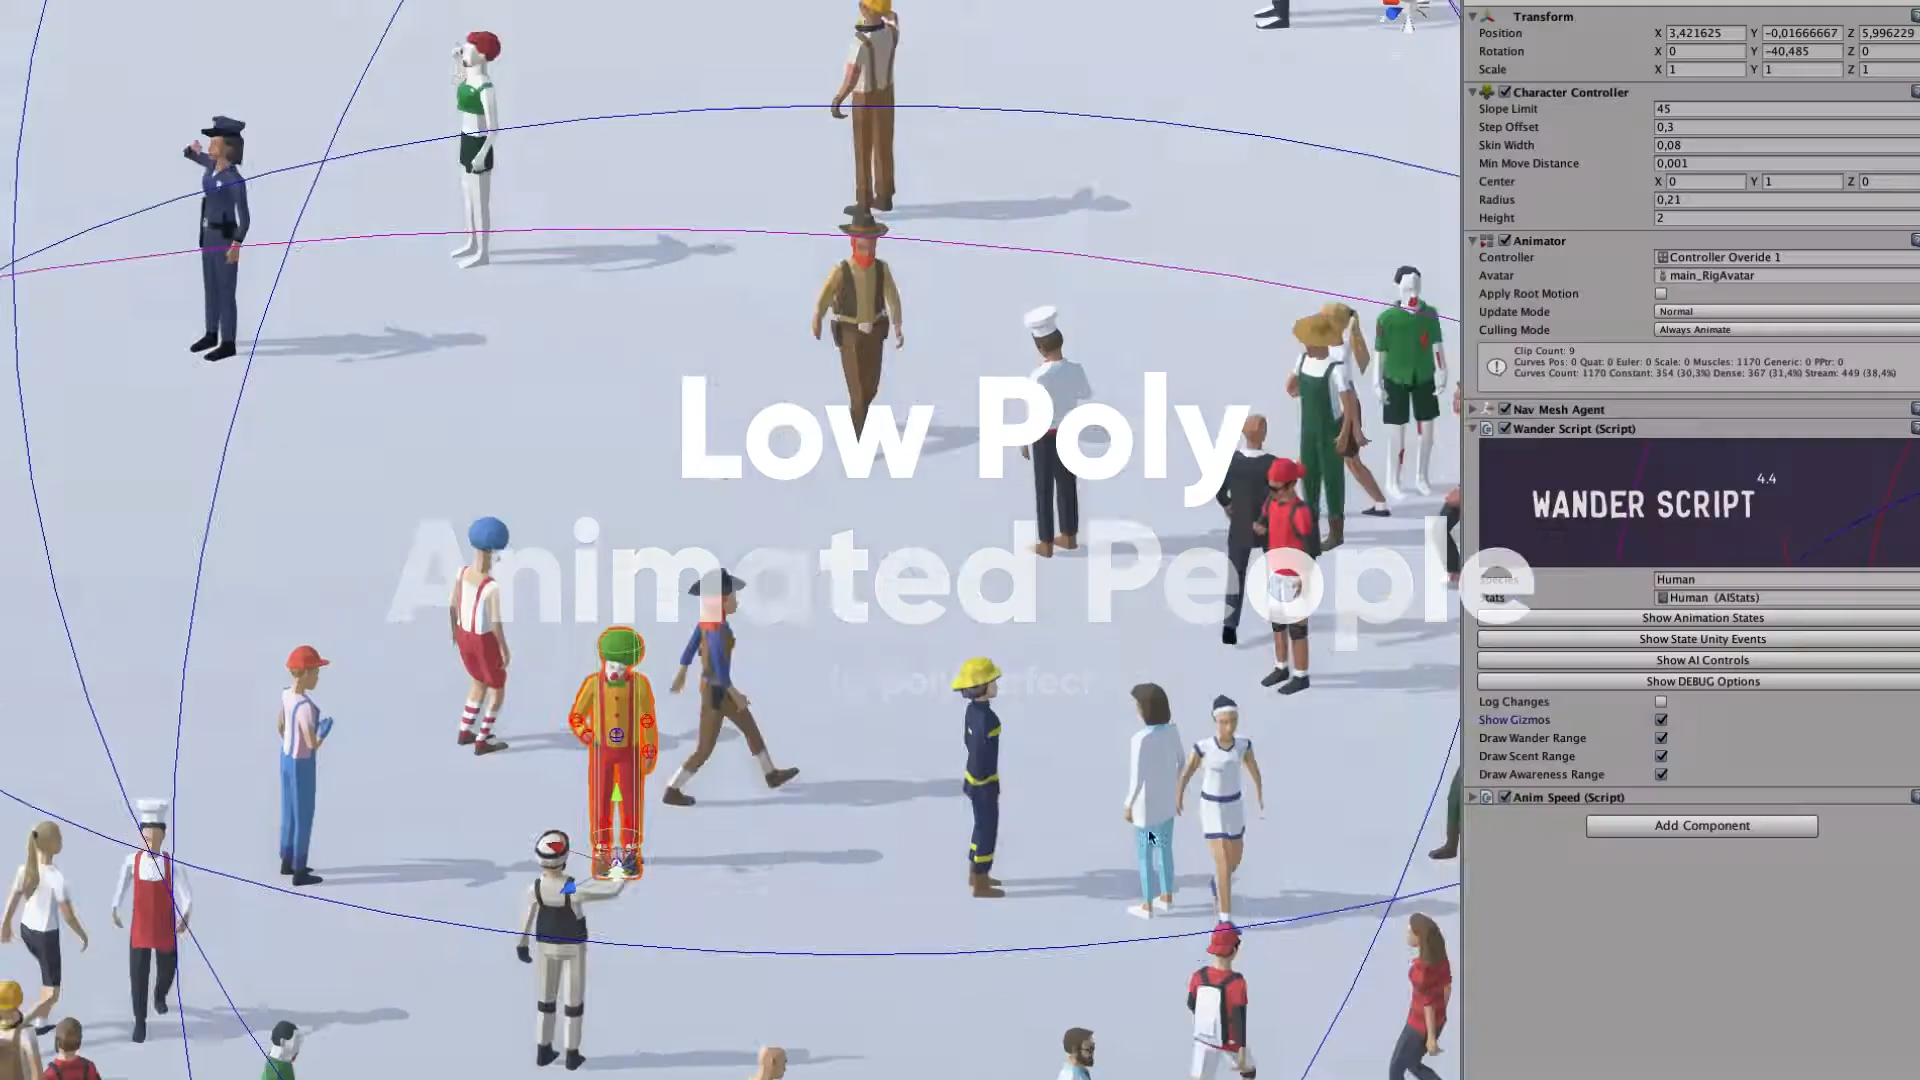 Low Poly
Animated People
by polyperfect
Transform
Position X 3,421625 Y -0,01666667 Z 5,996229
Rotation X 0 Y -40,485 Z 0
Scale X 1 Y 1 Z 1
Character Controller
Slope Limit 45
Step Offset 0,3
Skin Width 0,08
Min Move Distance 0,001
Center X 0 Y 1 Z 0
Radius 0,21
Height 2
Animator
Controller Controller Overide 1
Avatar main_RigAvatar
Apply Root Motion
Update Mode Normal
Culling Mode Always Animate
Clip Count: 9
Curves Pos: 0 Quat: 0 Euler: 0 Scale: 0 Muscles: 1170 Generic: 0 PPtr: 0
Curves Count: 1170 Constant: 354 (30,3%) Dense: 367 (31,4%) Stream: 449 (38,4%)
Nav Mesh Agent
Wander Script (Script)
4.4
WANDER SCRIPT
Species Human
Stats Human (AIStats)
Show Animation States
Show State Unity Events
Show AI Controls
Show DEBUG Options
Log Changes
Show Gizmos
Draw Wander Range
Draw Scent Range
Draw Awareness Range
Anim Speed (Script)
Add Component